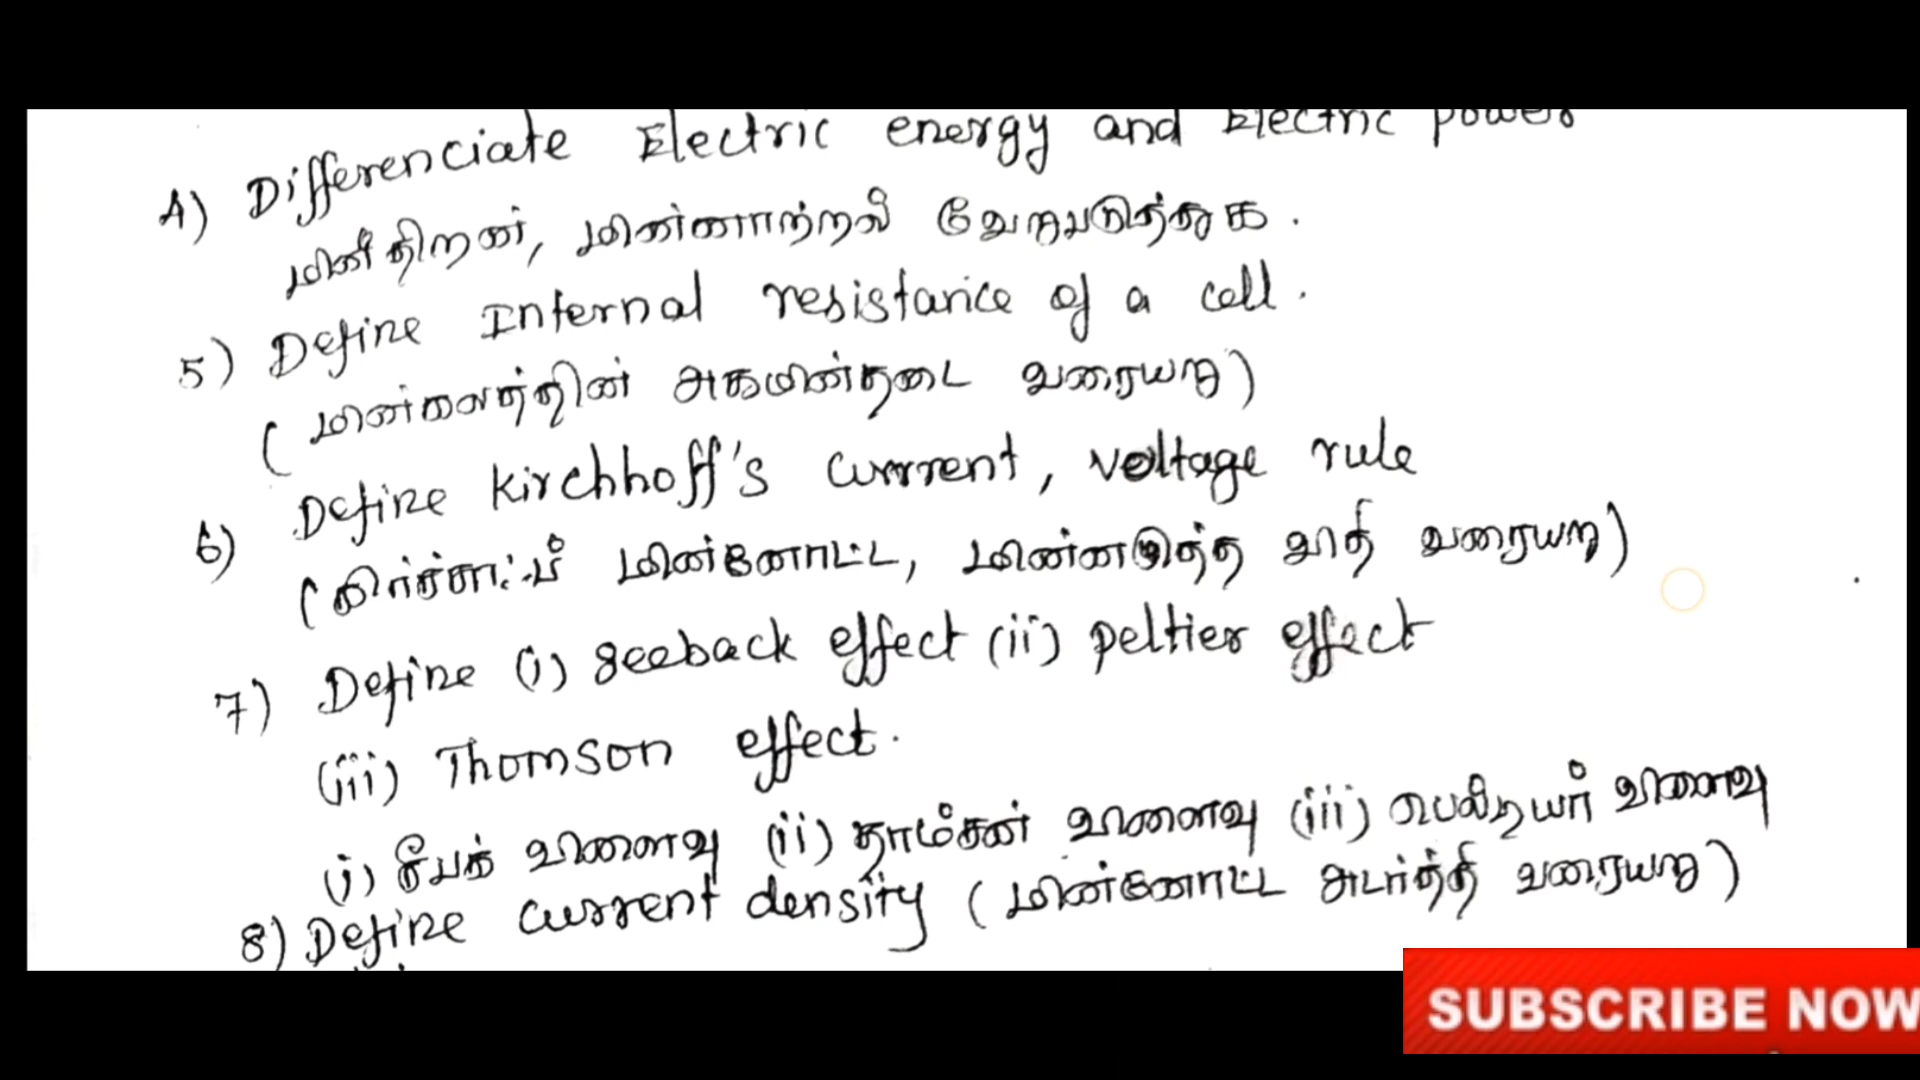 4) Differenciate Electric energy and Electric power
மின்திறன், மின்னாற்றல் வேறுபடுத்துக.
5) Define Internal resistance of a cell.
(மின்கலத்தின் அகமின்தடை வரையறு)
6) Define Kirchhoff's current, voltage rule
(கிர்க்காஃப் மின்னோட்ட, மின்னழுத்த விதி வரையறு)
7) Define (i) seeback effect (ii) peltier effect
(iii) Thomson effect.
(i) சீபக் விளைவு (ii) தாம்சன் விளைவு (iii) பெல்டியர் விளைவு
8) Define current density (மின்னோட்ட அடர்த்தி வரையறு)
SUBSCRIBE NOW